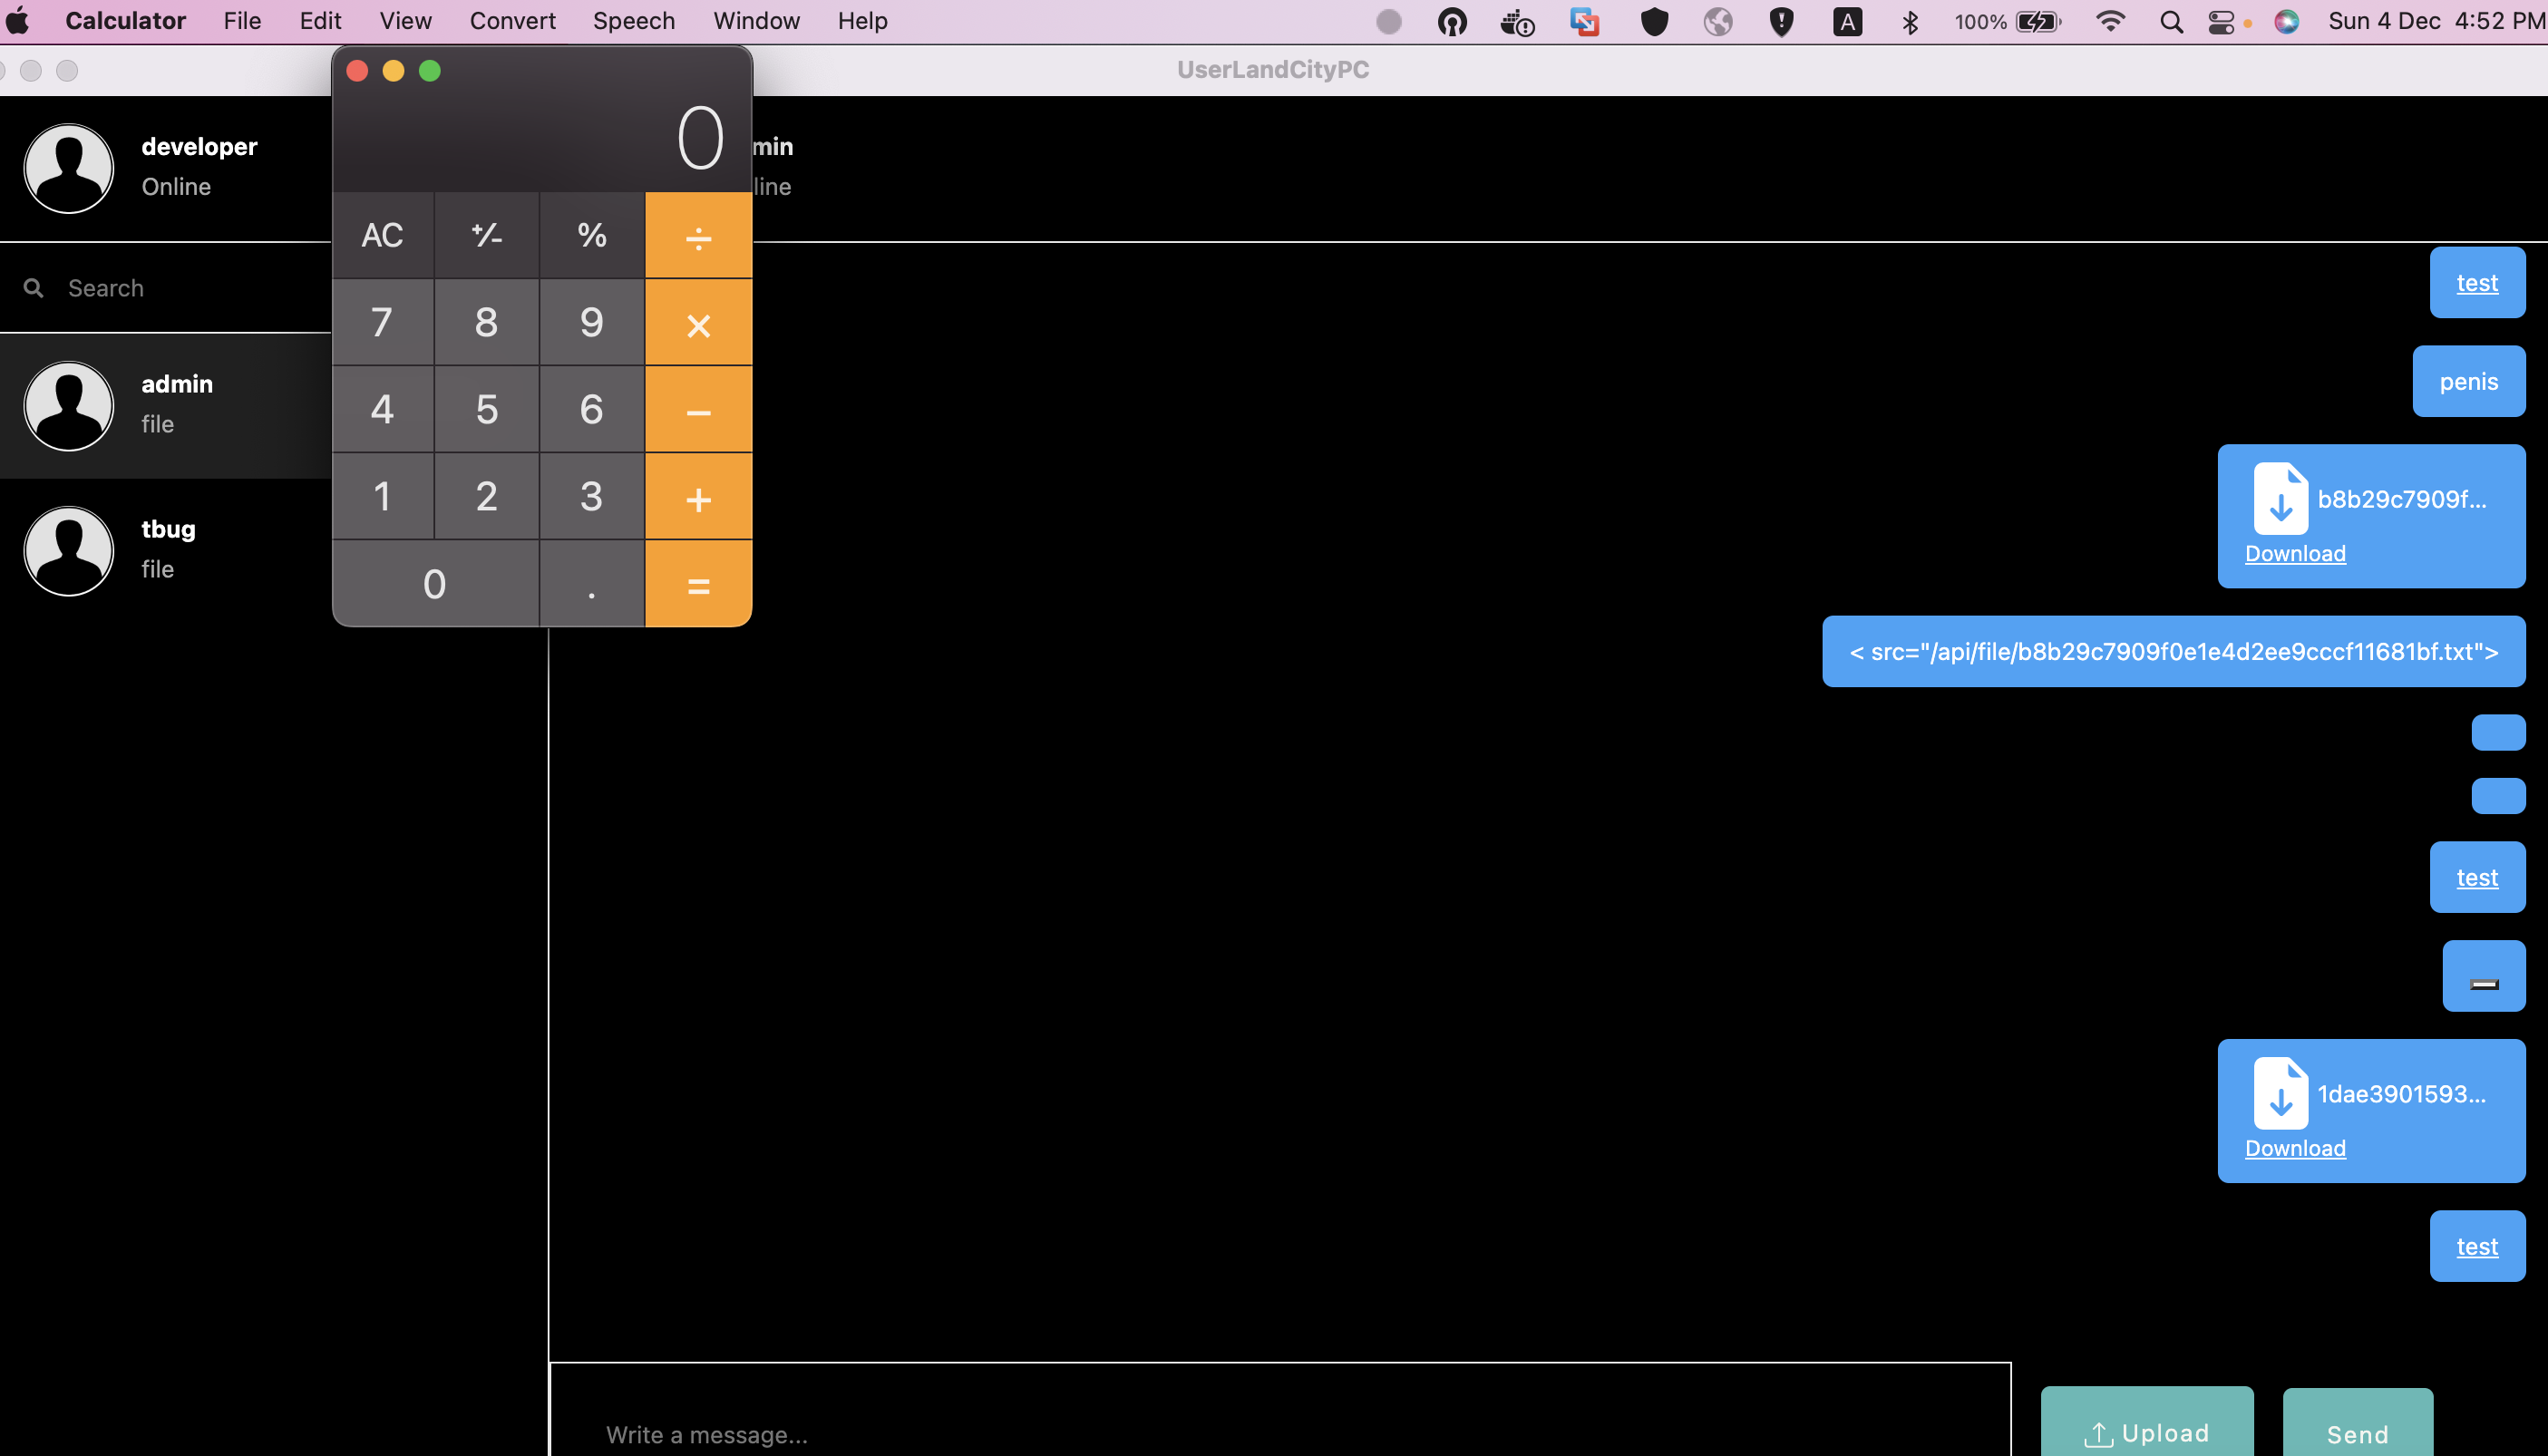 Calculator File Edit View Convert Speech Window Help A 100% Sun 4 Dec 4:52 PM
UserLandCityPC
developer
Online
min
line
Search
admin
file
tbug
file
0
AC +/- % ÷
7 8 9 ×
4 5 6 −
1 2 3 +
0 . =
test
penis
b8b29c7909f...
Download
< src="/api/file/b8b29c7909f0e1e4d2ee9cccf11681bf.txt">
test
1dae3901593...
Download
test
Write a message...
Upload
Send